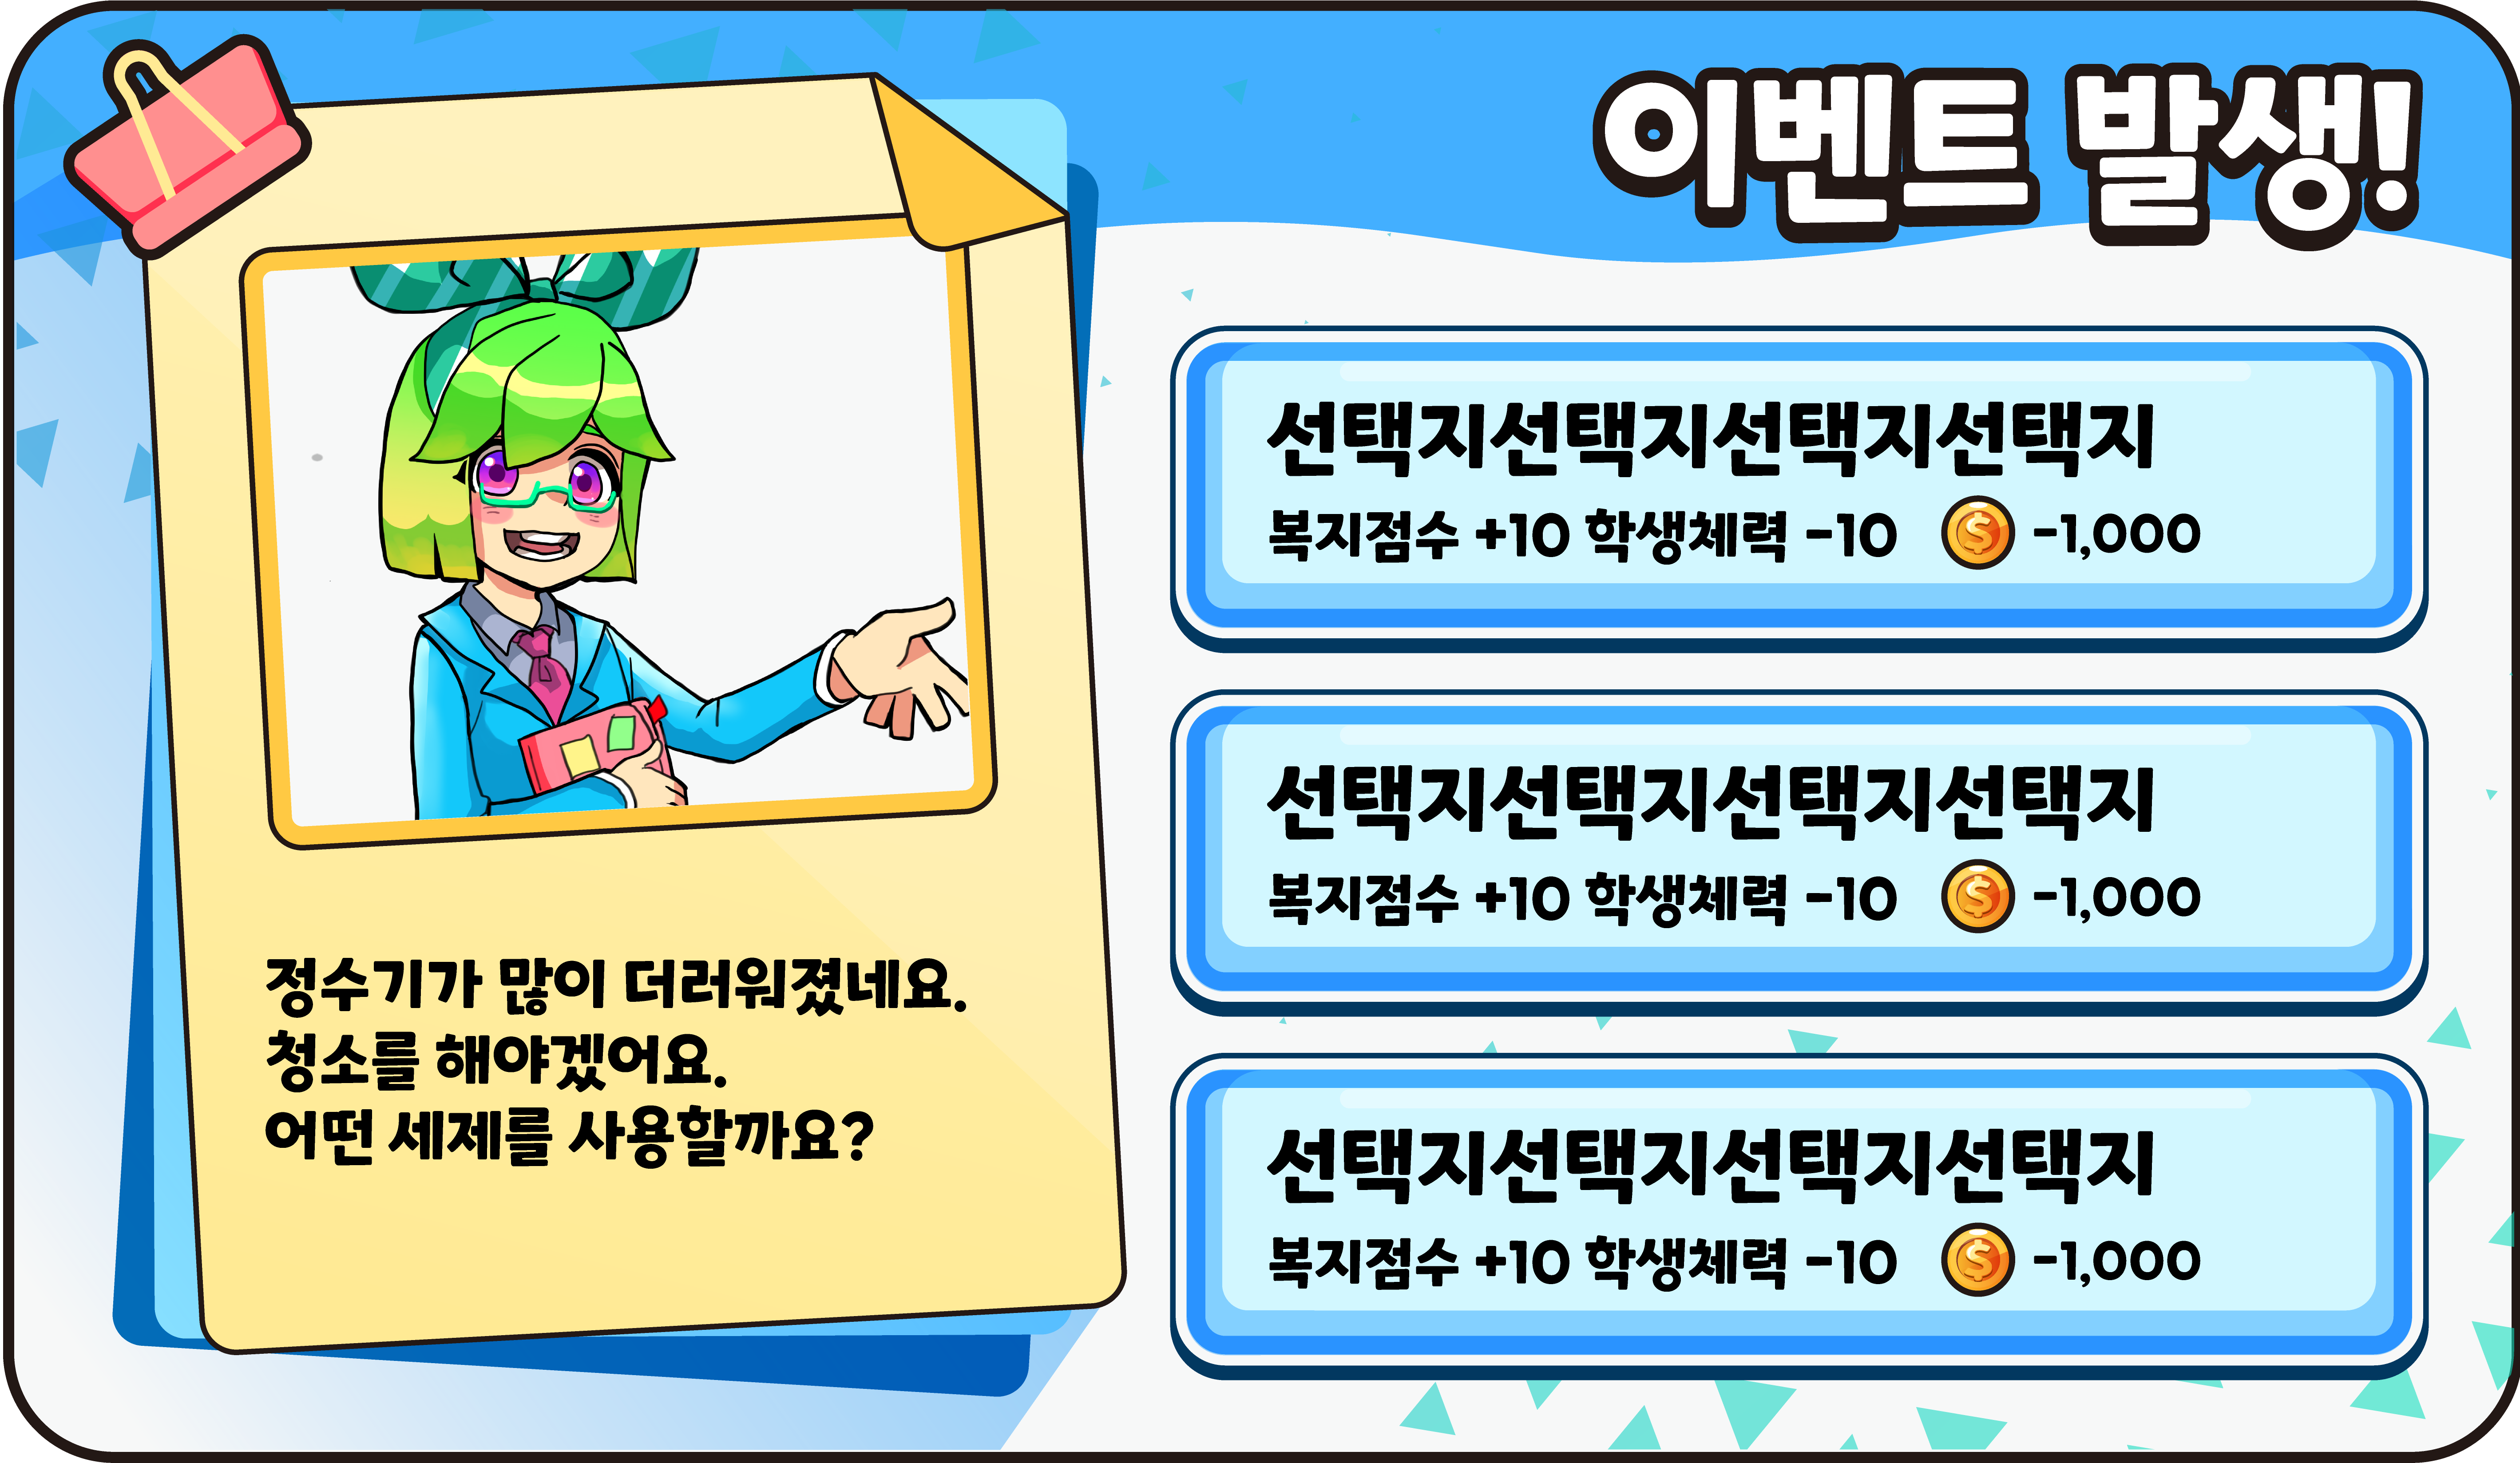 이벤트 발생!
정수기가 많이 더러워졌네요.
청소를 해야겠어요.
어떤 세제를 사용할까요?
선택지선택지선택지선택지
복지점수 +10 학생체력 -10 $ -1,000
선택지선택지선택지선택지
복지점수 +10 학생체력 -10 $ -1,000
선택지선택지선택지선택지
복지점수 +10 학생체력 -10 $ -1,000